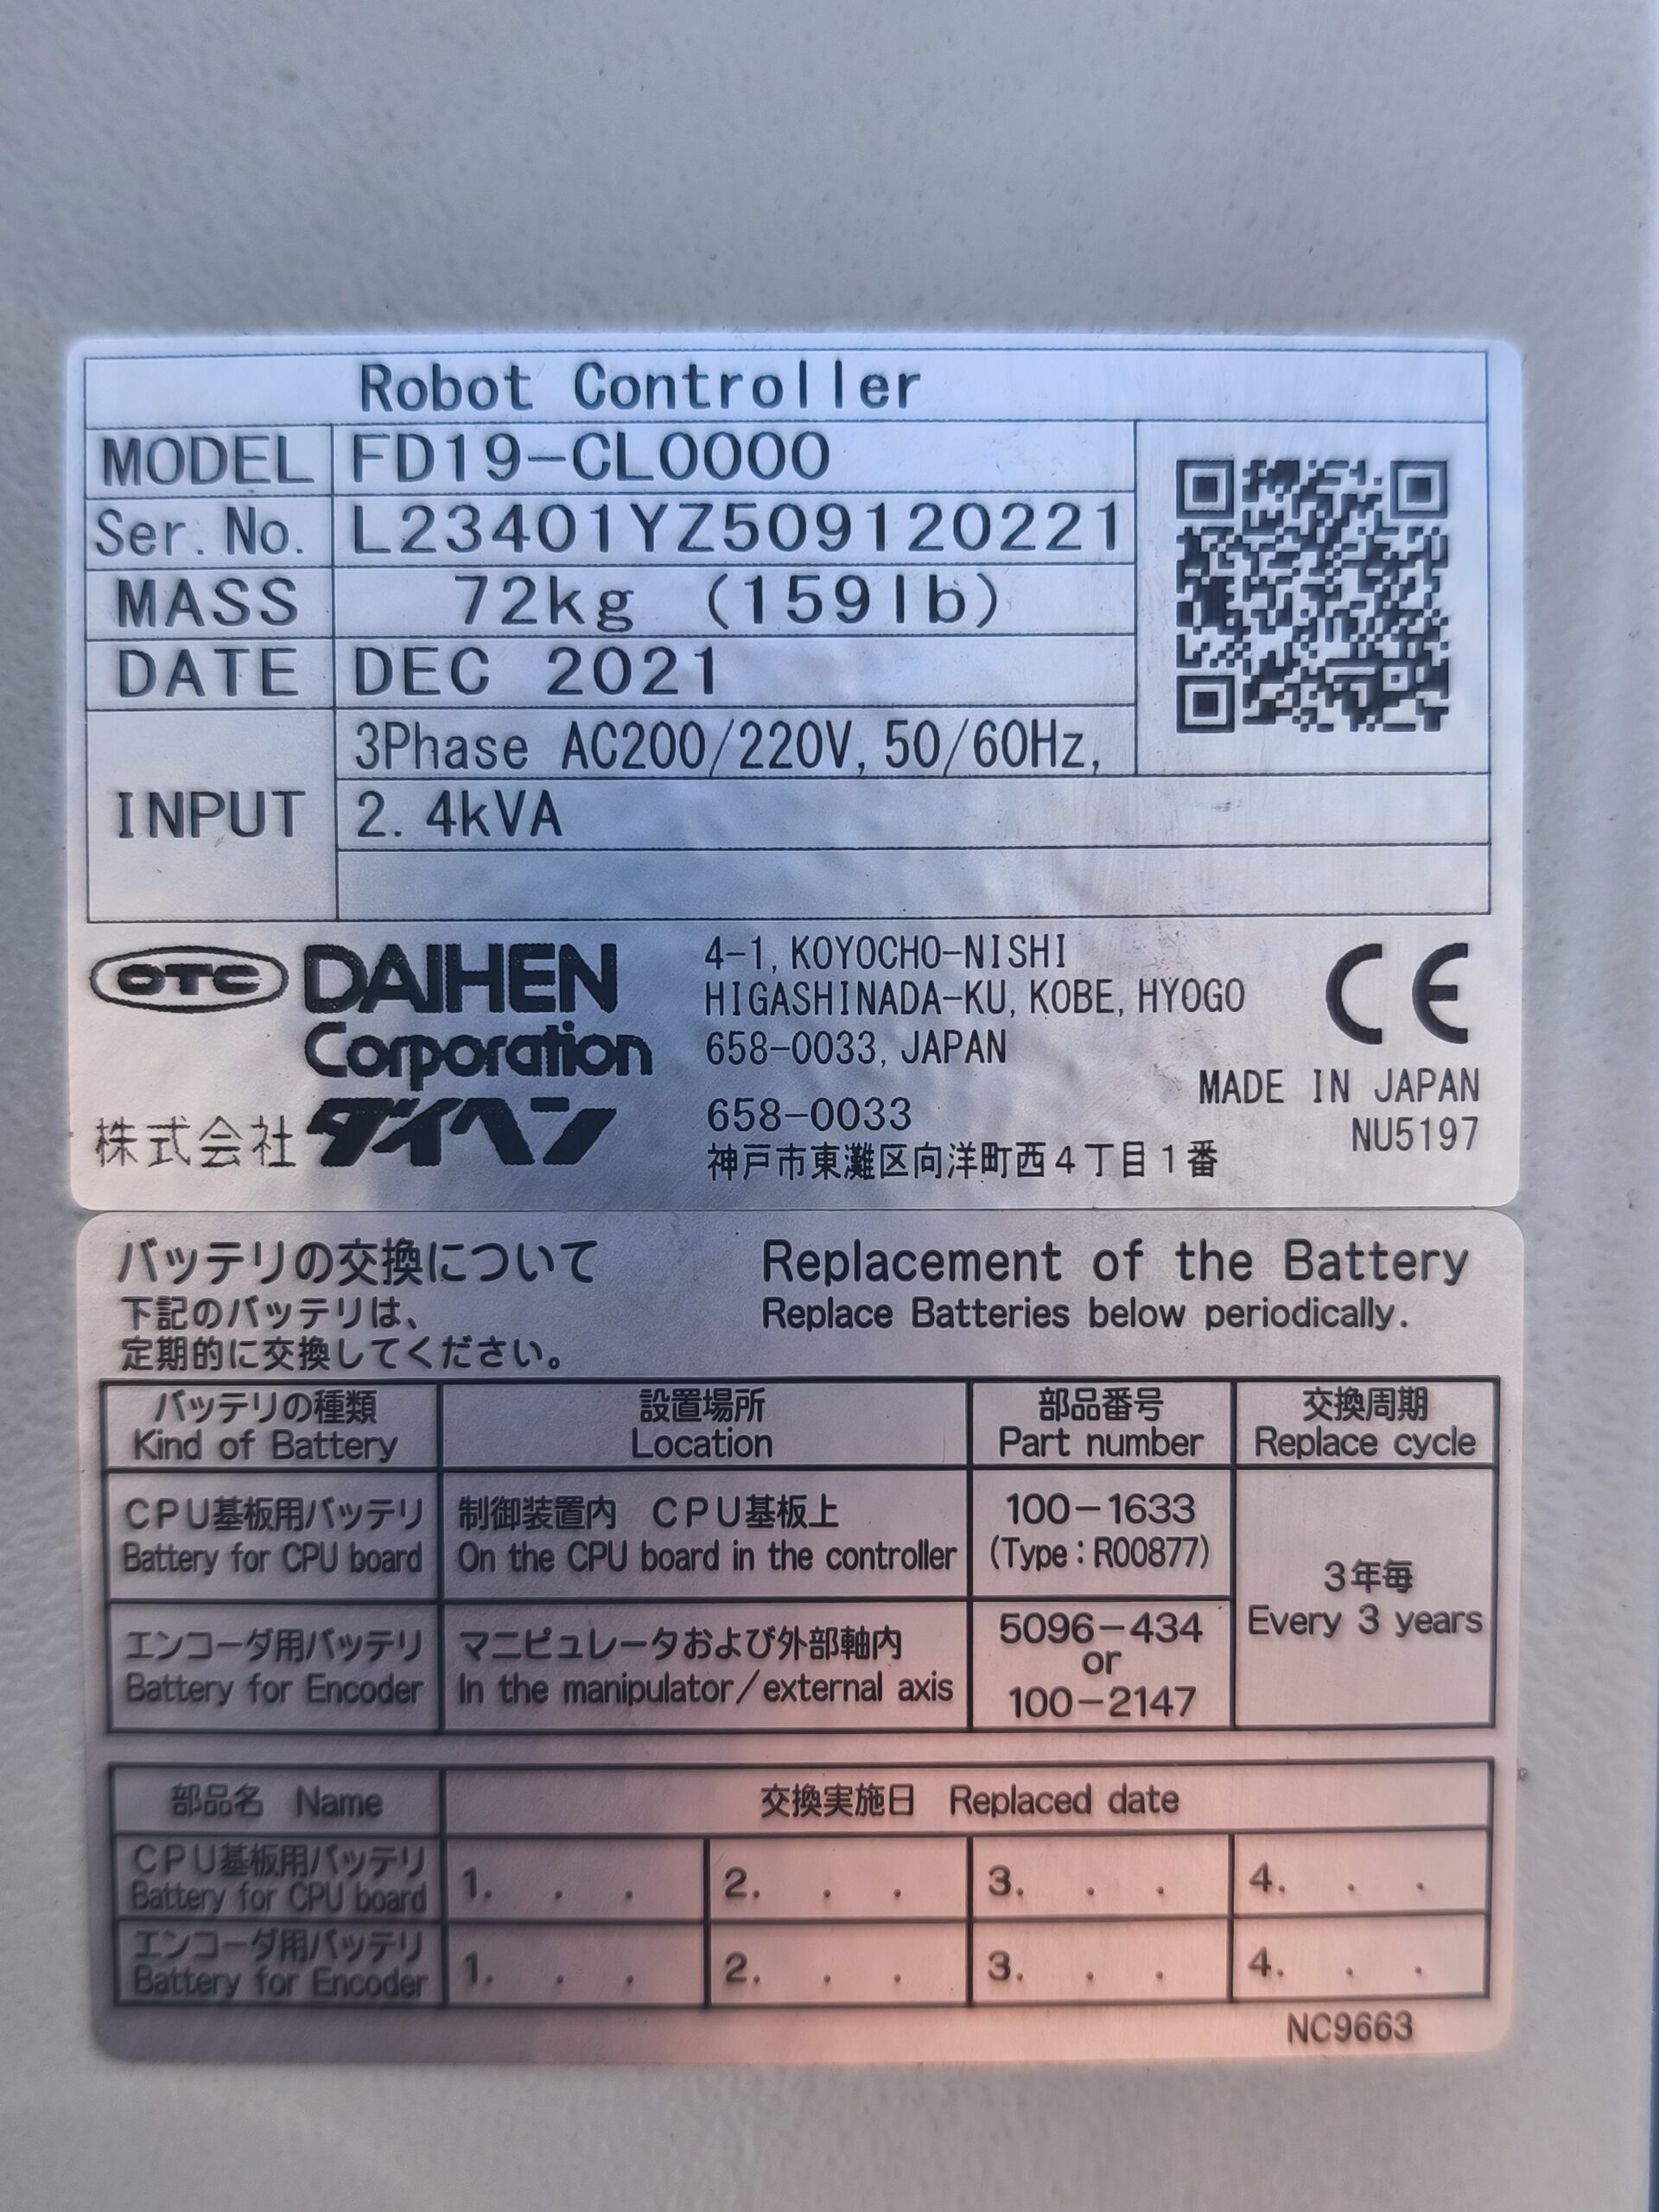 Robot Controller
MODEL FD19-CL0000
Ser. No. L23401YZ509120221
MASS 72kg (159lb)
DATE DEC 2021
INPUT 3Phase AC200/220V, 50/60Hz,
2.4kVA
OTC DAIHEN
Corporation
株式会社ダイヘン
4-1, KOYOCHO-NISHI
HIGASHINADA-KU, KOBE, HYOGO
658-0033, JAPAN
658-0033
神戸市東灘区向洋町西4丁目1番
CE
MADE IN JAPAN
NU5197
バッテリの交換について
下記のバッテリは、
定期的に交換してください。
Replacement of the Battery
Replace Batteries below periodically.
バッテリの種類 設置場所 部品番号 交換周期
Kind of Battery Location Part number Replace cycle
CPU基板用バッテリ 制御装置内 CPU基板上 100-1633
Battery for CPU board On the CPU board in the controller (Type:R00877)
3年毎
Every 3 years
エンコーダ用バッテリ マニピュレータおよび外部軸内 5096-434
or
Battery for Encoder In the manipulator/external axis 100-2147
部品名 Name 交換実施日 Replaced date
CPU基板用バッテリ
Battery for CPU board 1. . . 2. . . 3. . . 4. . .
エンコーダ用バッテリ
Battery for Encoder 1. . . 2. . . 3. . . 4. . .
NC9663